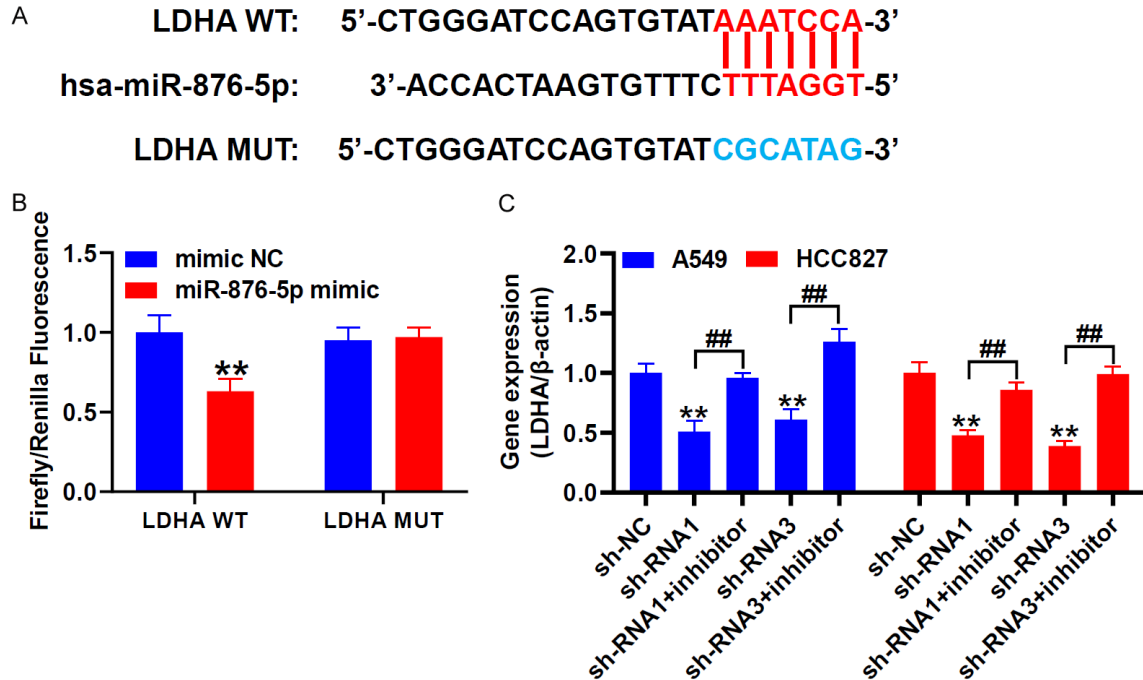 A
LDHA WT: 5’-CTGGGATCCAGTGTATAAATCCA-3’
hsa-miR-876-5p: 3’-ACCACTAAGTGTTTCTTTAGGT-5’
LDHA MUT: 5’-CTGGGATCCAGTGTATCGCATAG-3’
B
Firefly/Renilla Fluorescence
1.5
1.0
0.5
0.0
mimic NC
miR-876-5p mimic
**
LDHA WT
LDHA MUT
C
Gene expression
(LDHA/β-actin)
2.0
1.5
1.0
0.5
0.0
A549
HCC827
**
##
**
##
**
##
**
##
sh-NC
sh-RNA1
sh-RNA1+inhibitor
sh-RNA3
sh-RNA3+inhibitor
sh-NC
sh-RNA1
sh-RNA1+inhibitor
sh-RNA3
sh-RNA3+inhibitor